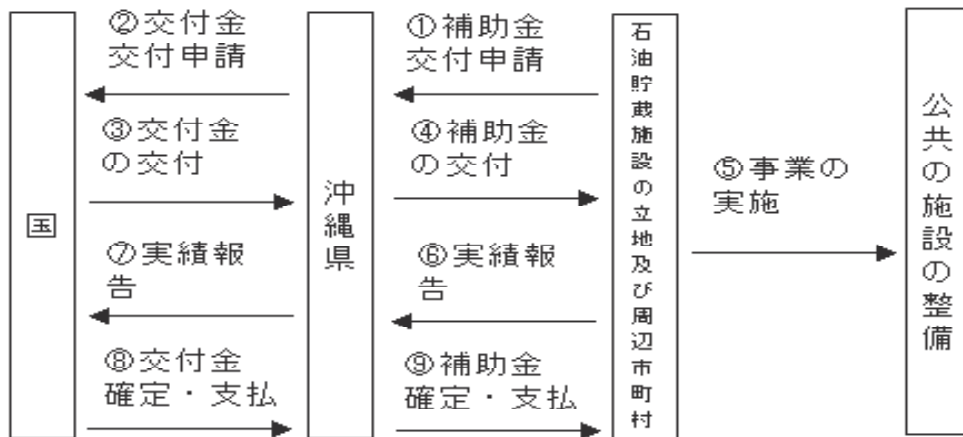 国
②交付金
交付申請
③交付金
の交付
⑦実績報
告
⑧交付金
確定・支払
沖縄県
①補助金
交付申請
④補助金
の交付
⑥実績報
告
⑨補助金
確定・支払
石油貯蔵施設の立地及び周辺市町村
⑤事業の
実施
公共の施設の整備